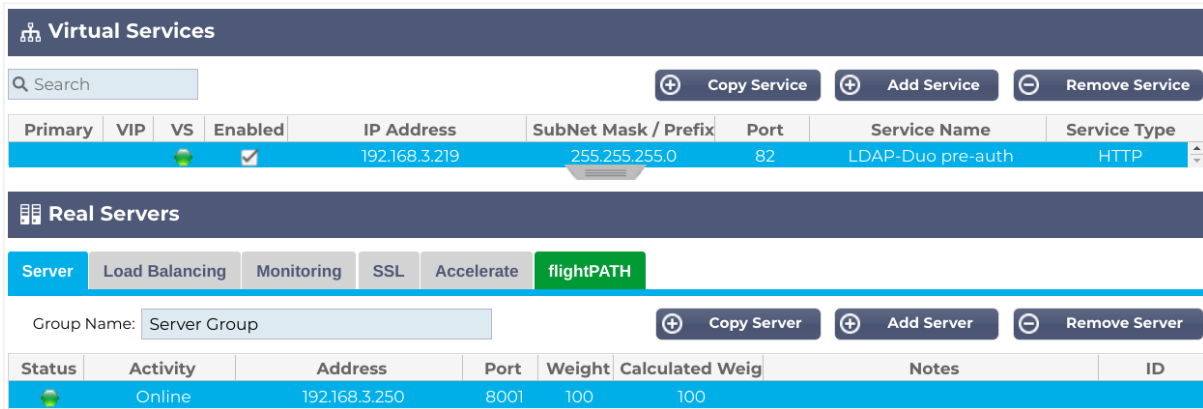 Virtual Services
Search Copy Service Add Service Remove Service
Primary VIP VS Enabled IP Address SubNet Mask / Prefix Port Service Name Service Type
192.168.3.219 255.255.255.0 82 LDAP-Duo pre-auth HTTP
Real Servers
Server Load Balancing Monitoring SSL Accelerate flightPATH
Group Name: Server Group Copy Server Add Server Remove Server
Status Activity Address Port Weight Calculated Weig Notes ID
Online 192.168.3.250 8001 100 100